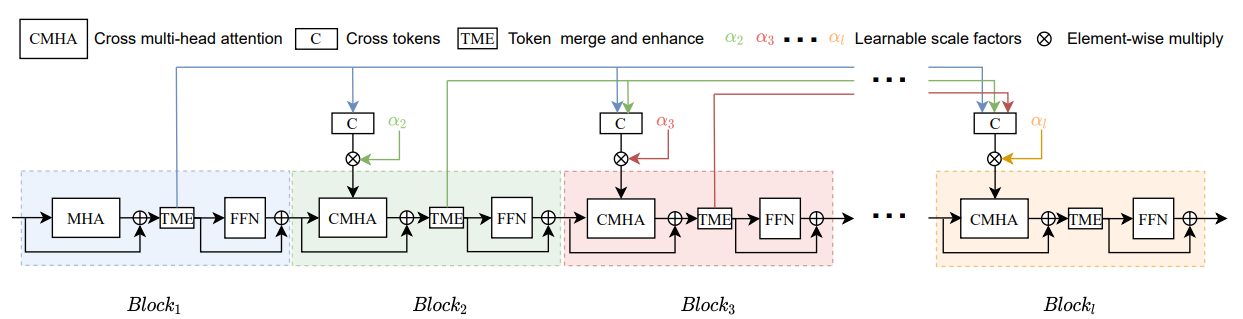 CMHA Cross multi-head attention C Cross tokens TME Token merge and enhance α₂ α₃ ▪▪▪ αₗ Learnable scale factors ⊗ Element-wise multiply
▪▪▪
C α₂ C α₃ C αₗ
MHA TME FFN CMHA TME FFN CMHA TME FFN ▪▪▪ CMHA TME FFN
Block₁ Block₂ Block₃ Blockₗ